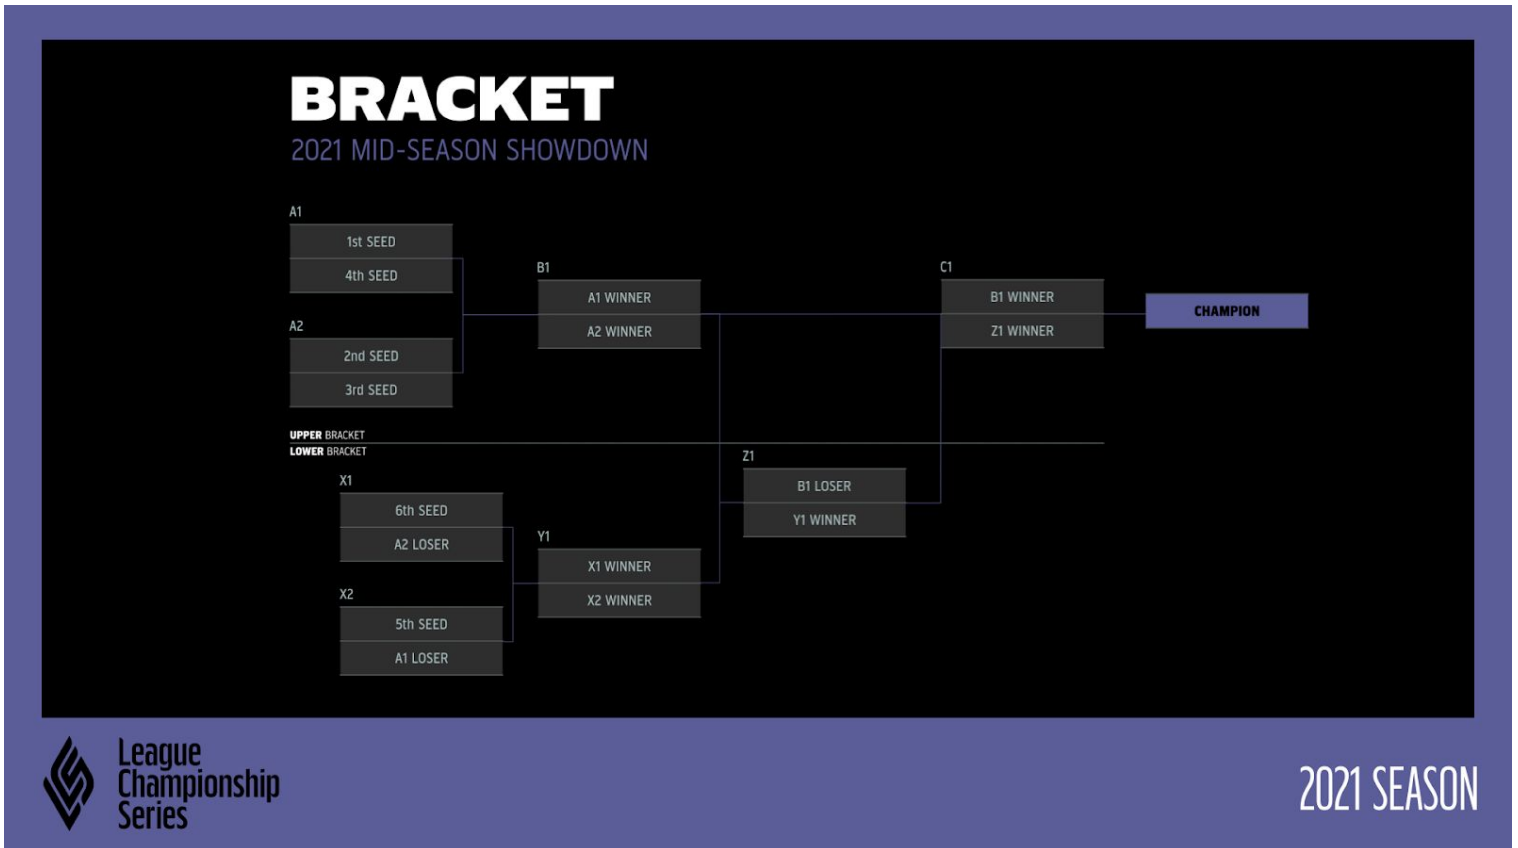 BRACKET
2021 MID-SEASON SHOWDOWN
A1
1st SEED
4th SEED
A2
2nd SEED
3rd SEED
B1
A1 WINNER
A2 WINNER
C1
B1 WINNER
Z1 WINNER
CHAMPION
UPPER BRACKET
LOWER BRACKET
X1
6th SEED
A2 LOSER
X2
5th SEED
A1 LOSER
Y1
X1 WINNER
X2 WINNER
Z1
B1 LOSER
Y1 WINNER
League
Championship
Series
2021 SEASON